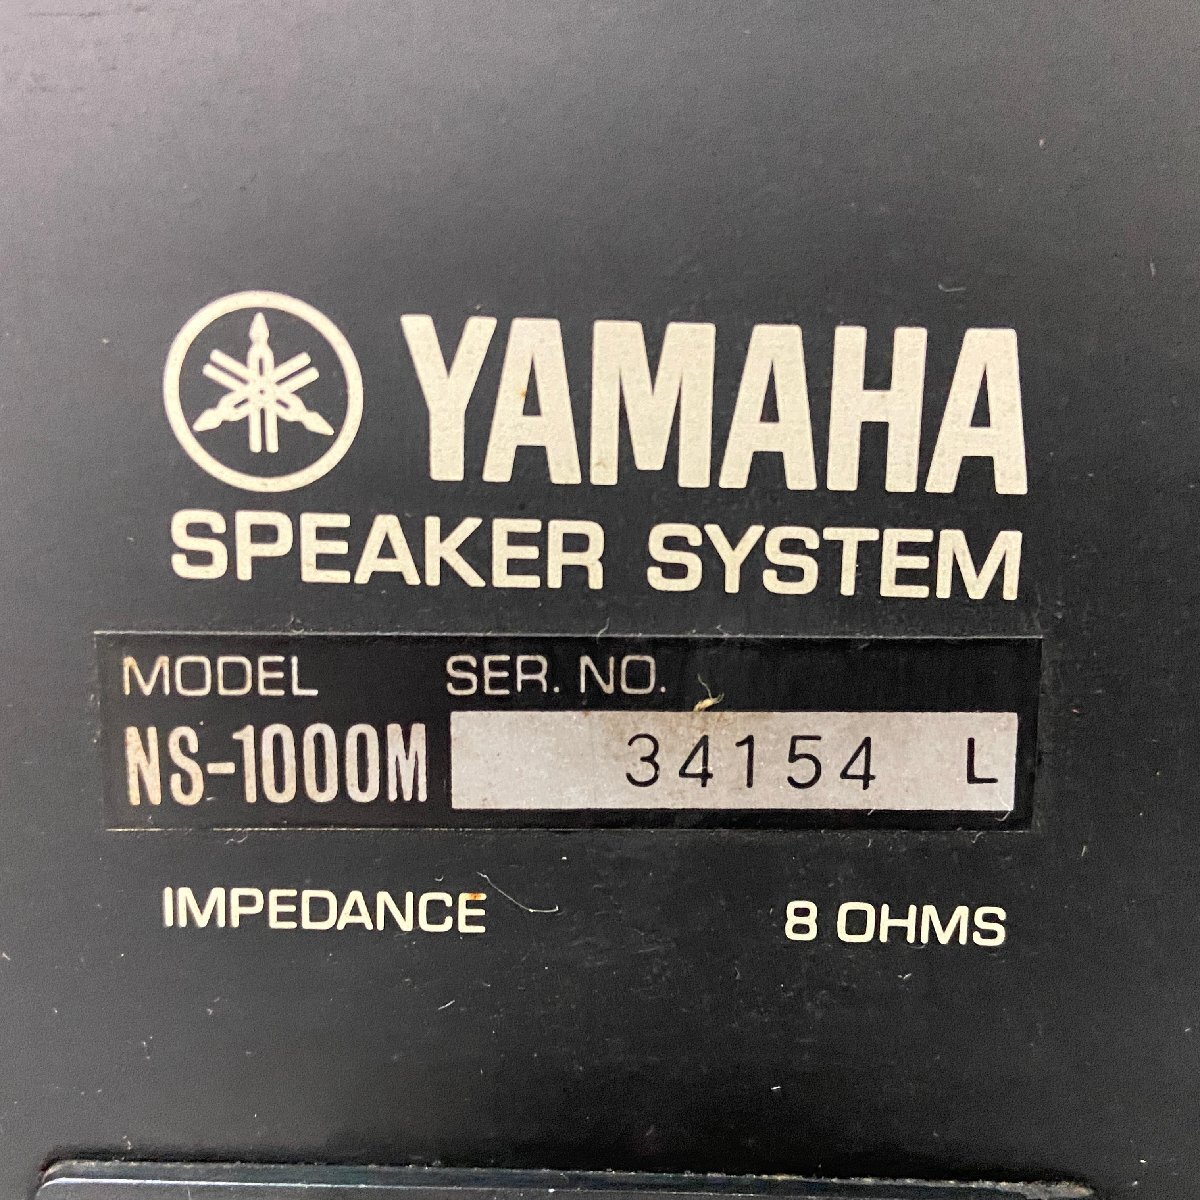 YAMAHA
SPEAKER SYSTEM
MODEL SER. NO.
NS-1000M 34154 L
IMPEDANCE 8 OHMS